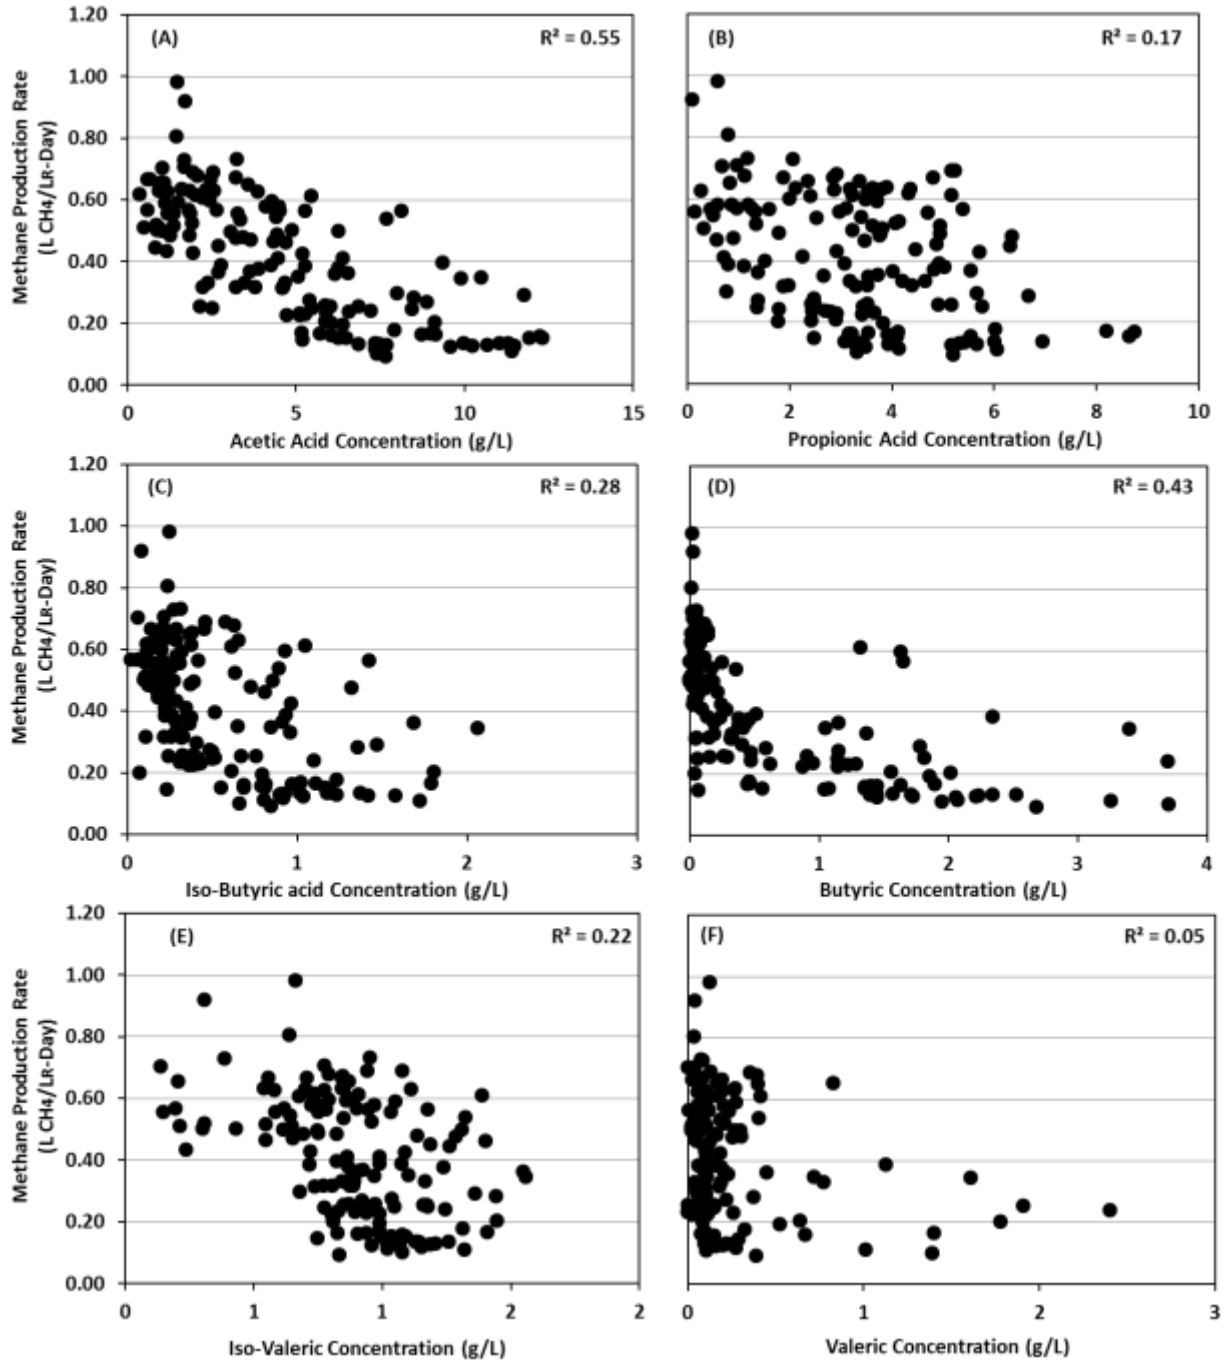 1.20
(A)
R² = 0.55
1.00
0.80
0.60
0.40
0.20
0.00
Methane Production Rate
(L CH4/LR-Day)
0 5 10 15
Acetic Acid Concentration (g/L)
(B)
R² = 0.17
0 2 4 6 8 10
Propionic Acid Concentration (g/L)
1.20
(C)
R² = 0.28
1.00
0.80
0.60
0.40
0.20
0.00
Methane Production Rate
(L CH4/LR-Day)
0 1 2 3
Iso-Butyric acid Concentration (g/L)
(D)
R² = 0.43
0 1 2 3 4
Butyric Concentration (g/L)
1.20
(E)
R² = 0.22
1.00
0.80
0.60
0.40
0.20
0.00
Methane Production Rate
(L CH4/LR-Day)
0 1 1 2 2
Iso-Valeric Concentration (g/L)
(F)
R² = 0.05
0 1 2 3
Valeric Concentration (g/L)